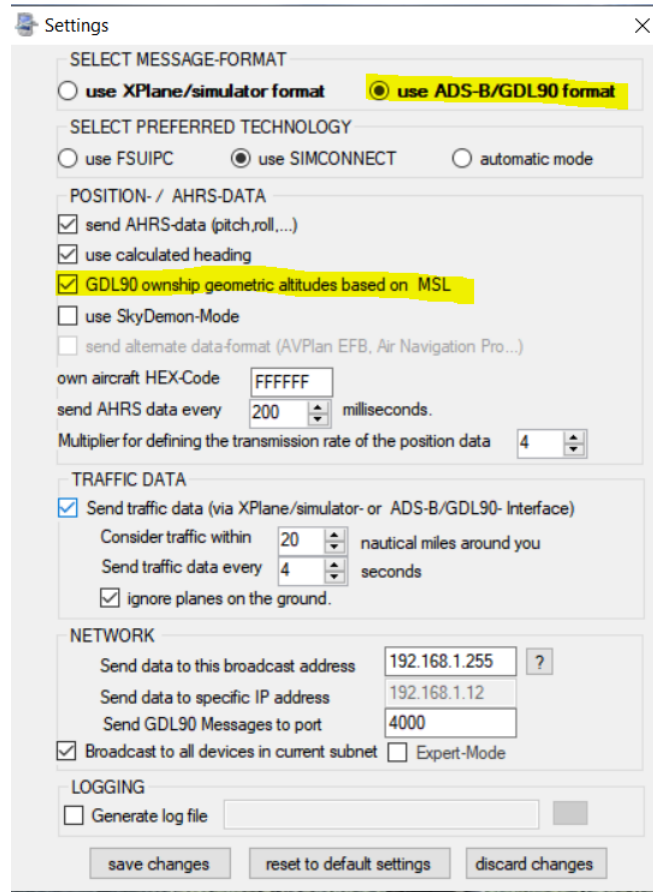 Settings
SELECT MESSAGE-FORMAT
use XPlane/simulator format use ADS-B/GDL90 format
SELECT PREFERRED TECHNOLOGY
use FSUIPC use SIMCONNECT automatic mode
POSITION- / AHRS-DATA
send AHRS-data (pitch,roll,...)
use calculated heading
GDL90 ownship geometric altitudes based on MSL
use SkyDemon-Mode
send alternate data-format (AVPlan EFB, Air Navigation Pro...)
own aircraft HEX-Code FFFFFF
send AHRS data every 200 milliseconds.
Multiplier for defining the transmission rate of the position data 4
TRAFFIC DATA
Send traffic data (via XPlane/simulator- or ADS-B/GDL90- Interface)
Consider traffic within 20 nautical miles around you
Send traffic data every 4 seconds
ignore planes on the ground.
NETWORK
Send data to this broadcast address 192.168.1.255 ?
Send data to specific IP address 192.168.1.12
Send GDL90 Messages to port 4000
Broadcast to all devices in current subnet Expert-Mode
LOGGING
Generate log file
save changes reset to default settings discard changes